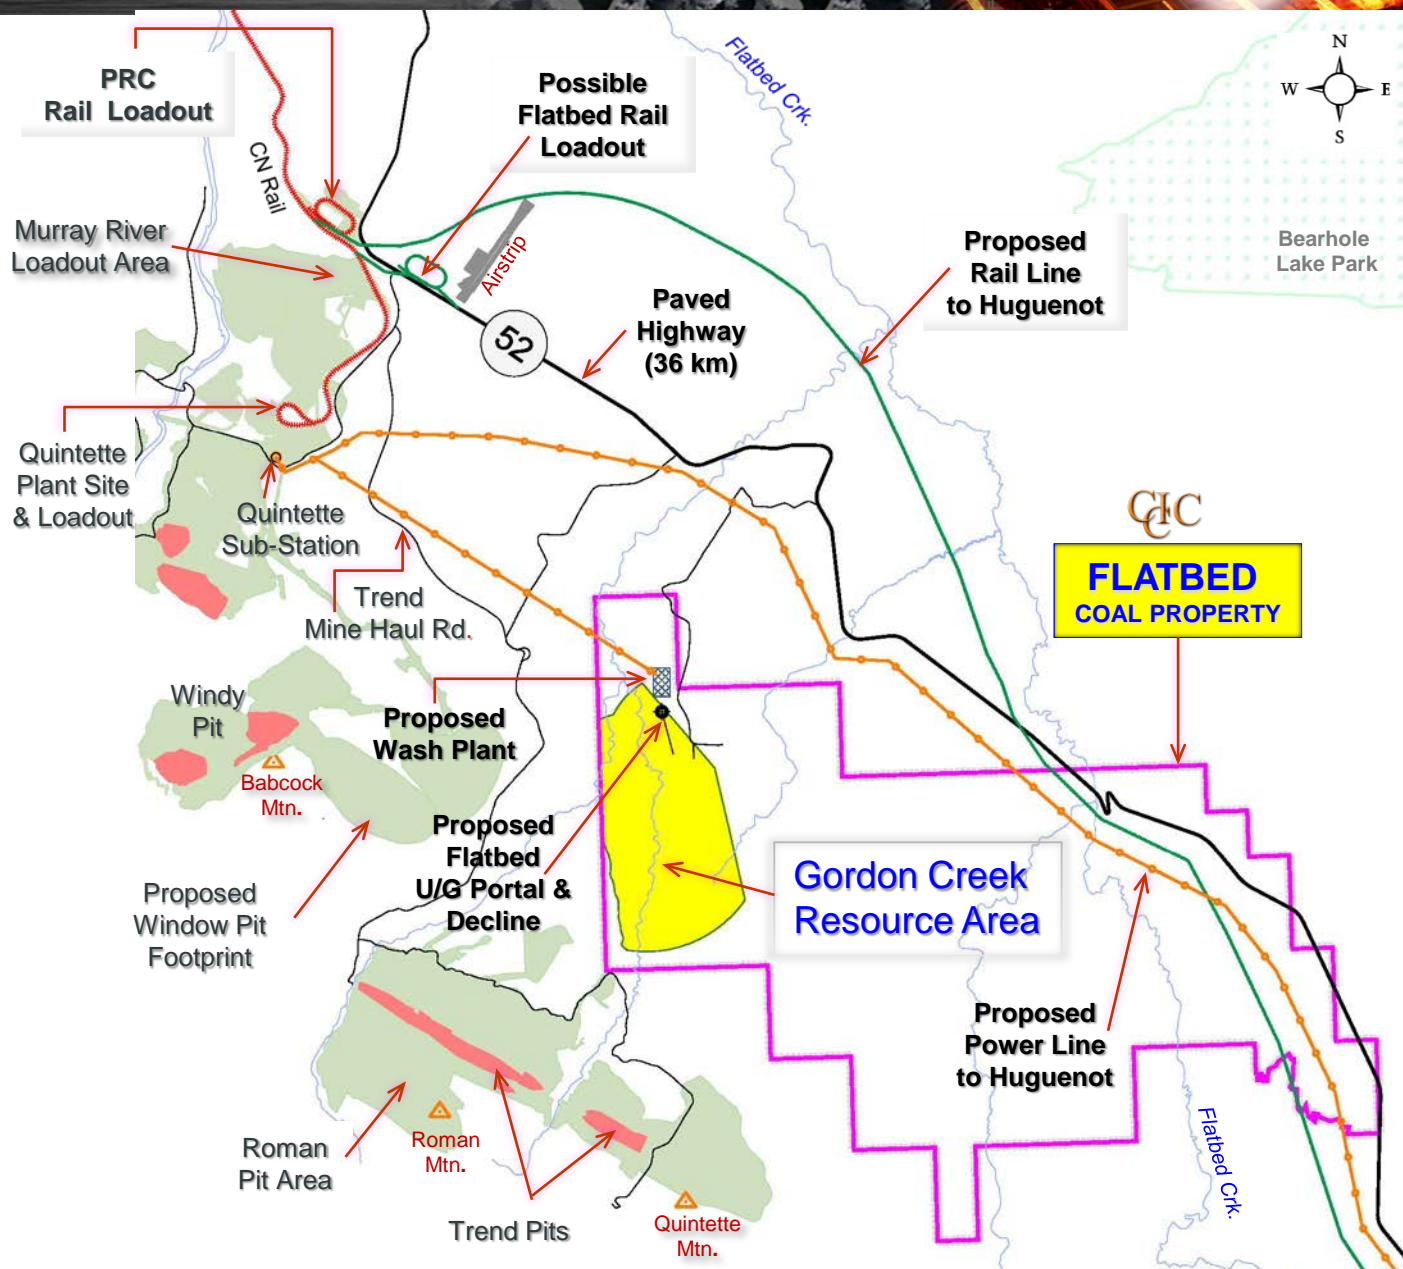 PRC
Rail Loadout
Possible
Flatbed Rail
Loadout
Flatbed Crk.
N
W
E
S
CN Rail
Murray River
Loadout Area
Airstrip
Paved
Highway
(36 km)
52
Proposed
Rail Line
to Huguenot
Bearhole
Lake Park
Quintette
Plant Site
& Loadout
Quintette
Sub-Station
Trend
Mine Haul Rd.
CCIC
FLATBED
COAL PROPERTY
Windy
Pit
Babcock
Mtn.
Proposed
Wash Plant
Proposed
Flatbed
U/G Portal &
Decline
Gordon Creek
Resource Area
Proposed
Window Pit
Footprint
Proposed
Power Line
to Huguenot
Roman
Pit Area
Roman
Mtn.
Trend Pits
Quintette
Mtn.
Flatbed Crk.